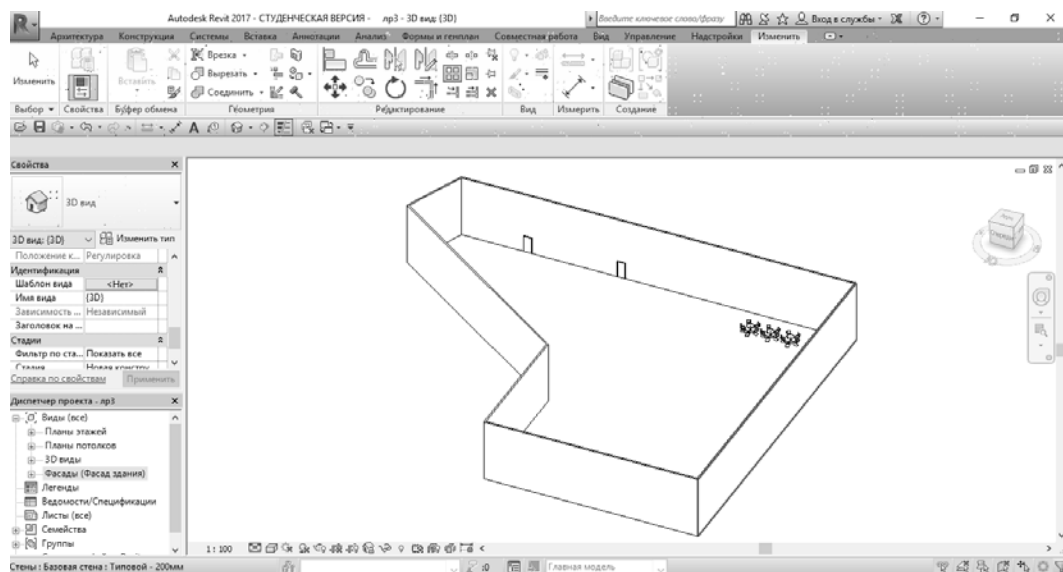 Autodesk Revit 2017 - СТУДЕНЧЕСКАЯ ВЕРСИЯ - лр3 - 3D вид: {3D}
Введите ключевое слово/фразу
Вход в службы
Архитектура Конструкция Системы Вставка Аннотации Анализ Формы и генплан Совместная работа Вид Управление Надстройки Изменить
Изменить
Вставить
Врезка
Вырезать
Соединить
Выбор Свойства Буфер обмена Геометрия Редактирование Вид Измерить Создание
Свойства
3D вид
3D вид: {3D} Изменить тип
Положение к... Регулировка
Идентификация
Шаблон вида <Нет>
Имя вида {3D}
Зависимость ... Независимый
Заголовок на ...
Стадии
Фильтр по ста... Показать все
Стадия Новая констру
Справка по свойствам Применить
Диспетчер проекта - лр3
Виды (все)
Планы этажей
Планы потолков
3D виды
Фасады (Фасад здания)
Легенды
Ведомости/Спецификации
Листы (все)
Семейства
Группы
1 : 100
Стены : Базовая стена : Типовой - 200мм
:0
Главная модель